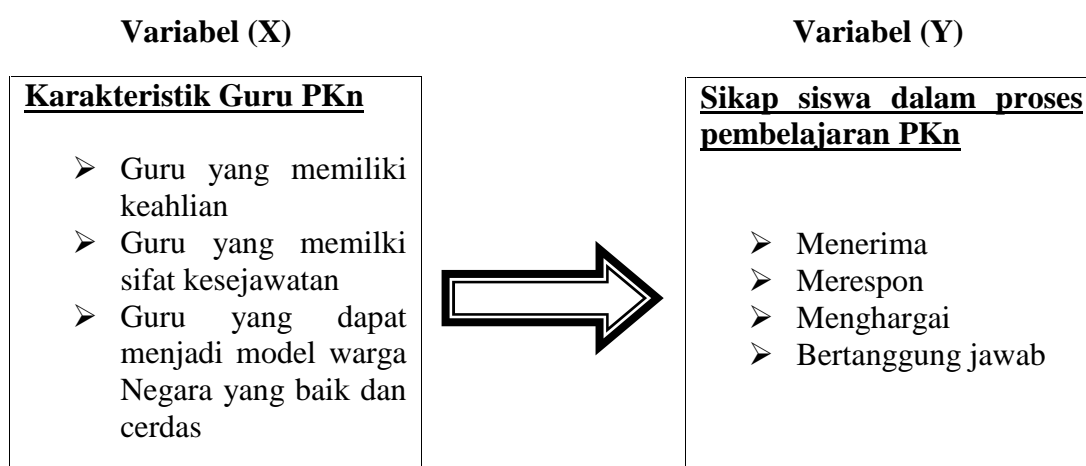 Variabel (X)
Variabel (Y)
Karakteristik Guru PKn
➢ Guru yang memiliki
keahlian
➢ Guru yang memilki
sifat kesejawatan
➢ Guru yang dapat
menjadi model warga
Negara yang baik dan
cerdas
Sikap siswa dalam proses
pembelajaran PKn
➢ Menerima
➢ Merespon
➢ Menghargai
➢ Bertanggung jawab